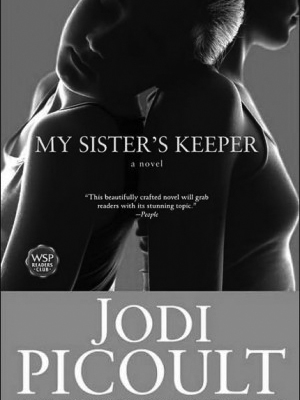 MY SISTER'S KEEPER
a novel
"This beautifully crafted novel will grab
readers with its stunning topic."
—People
WSP
READERS
CLUB
JODI
PICOULT